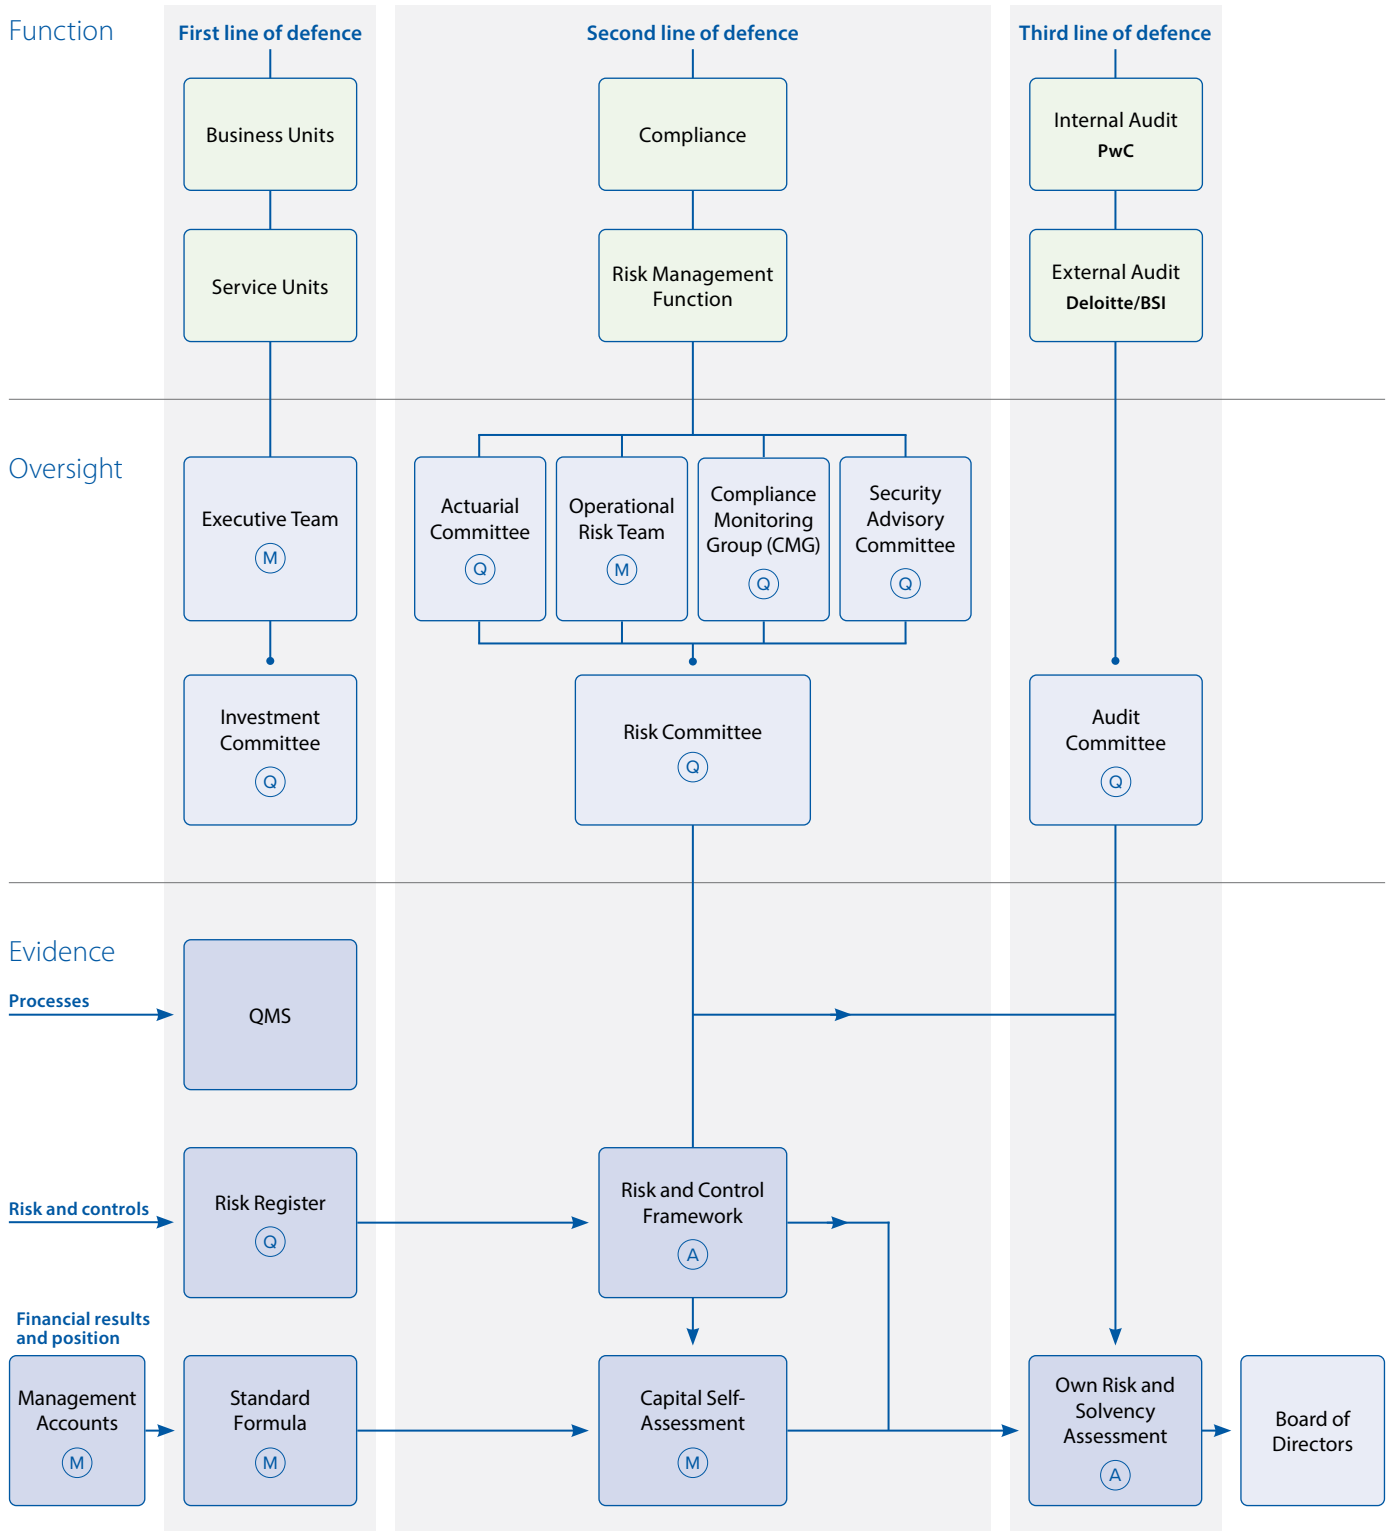 Function
First line of defence
Second line of defence
Third line of defence
Business Units
Compliance
Internal Audit
PwC
Service Units
Risk Management
Function
External Audit
Deloitte/BSI
Oversight
Executive Team
M
Actuarial
Committee
Q
Operational
Risk Team
M
Compliance
Monitoring
Group (CMG)
Q
Security
Advisory
Committee
Q
Investment
Committee
Q
Risk Committee
Q
Audit
Committee
Q
Evidence
Processes
QMS
Risk and controls
Risk Register
Q
Risk and Control
Framework
A
Financial results
and position
Management
Accounts
M
Standard
Formula
M
Capital Self-
Assessment
M
Own Risk and
Solvency
Assessment
A
Board of
Directors